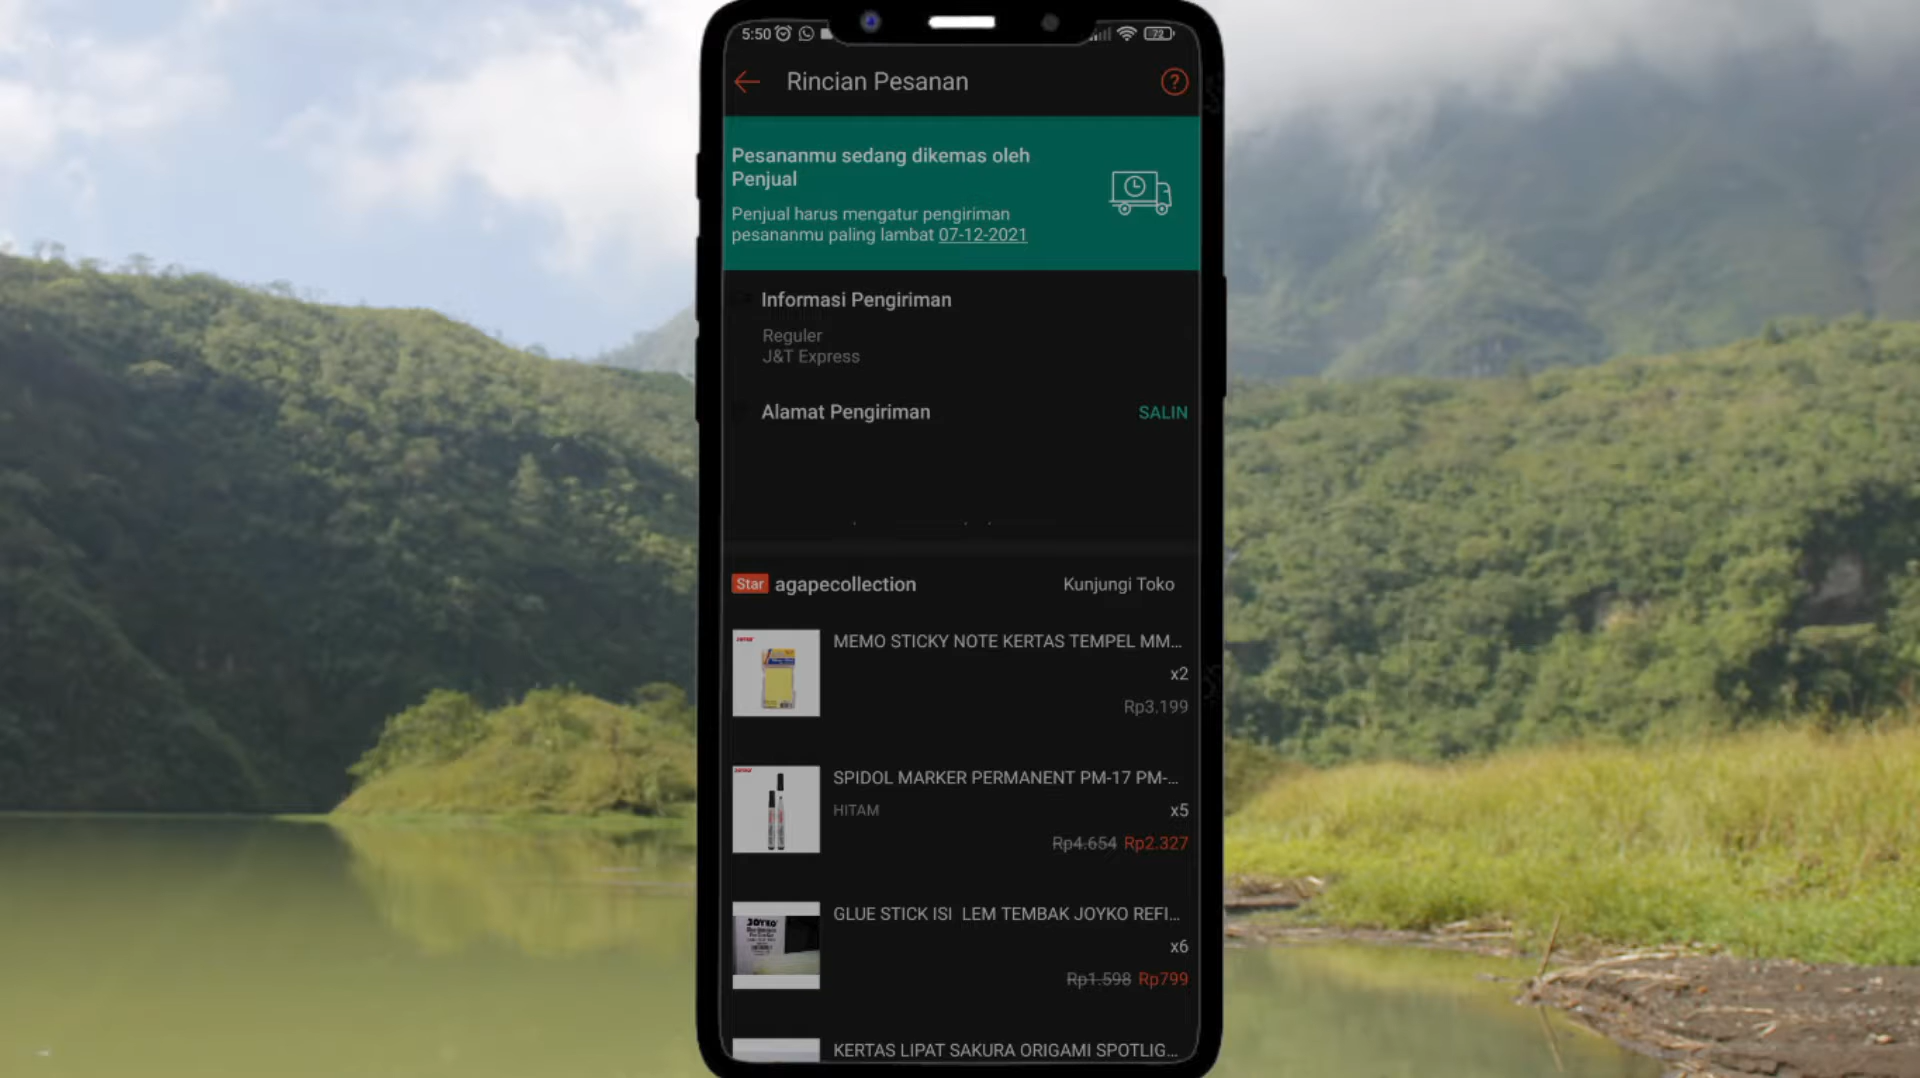 5:50
72
Rincian Pesanan
?
Pesananmu sedang dikemas oleh
Penjual
Penjual harus mengatur pengiriman
pesananmu paling lambat 07-12-2021
Informasi Pengiriman
Reguler
J&T Express
Alamat Pengiriman
SALIN
Star agapecollection
Kunjungi Toko
MEMO STICKY NOTE KERTAS TEMPEL MM...
x2
Rp3.199
SPIDOL MARKER PERMANENT PM-17 PM-...
HITAM
x5
Rp4.654 Rp2.327
JOYKO
GLUE STICK ISI LEM TEMBAK JOYKO REFI...
x6
Rp1.598 Rp799
KERTAS LIPAT SAKURA ORIGAMI SPOTLIG...